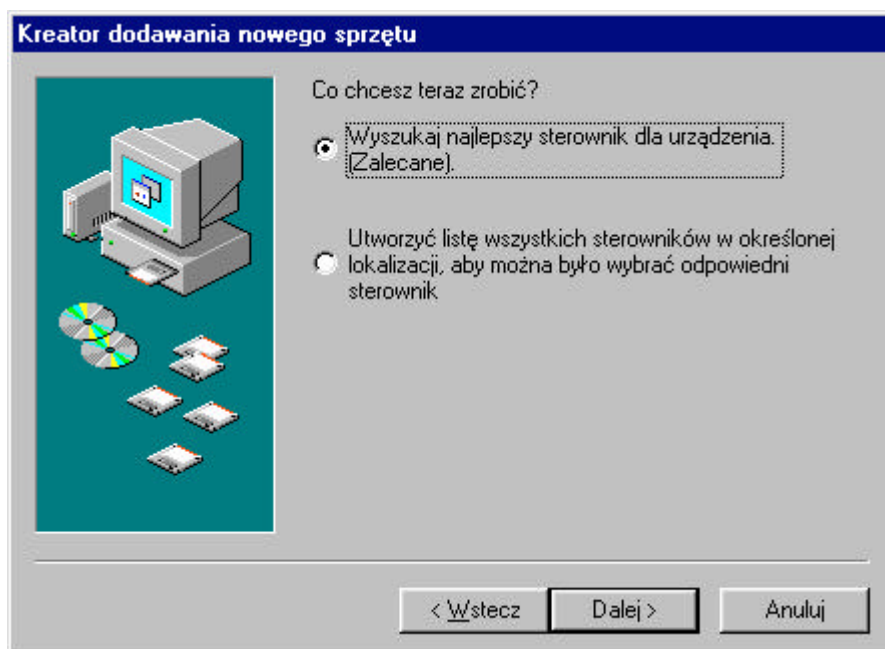 Kreator dodawania nowego sprzętu
Co chcesz teraz zrobić?
Wyszukaj najlepszy sterownik dla urządzenia.
(Zalecane).
Utworzyć listę wszystkich sterowników w określonej
lokalizacji, aby można było wybrać odpowiedni
sterownik
< Wstecz
Dalej >
Anuluj